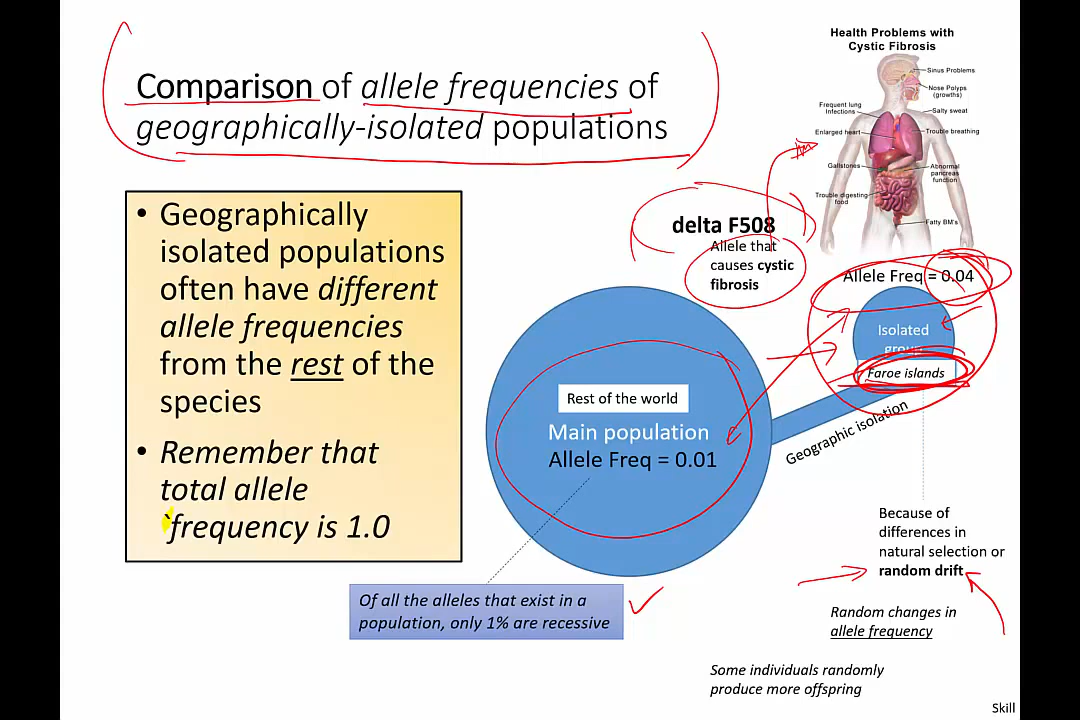 Comparison of allele frequencies of
geographically-isolated populations
• Geographically
isolated populations
often have different
allele frequencies
from the rest of the
species
• Remember that
total allele
`frequency is 1.0
Health Problems with
Cystic Fibrosis
Sinus Problems
Nose Polyps
(growths)
Frequent lung
Infections
Salty sweat
Enlarged heart
Trouble breathing
Gallstones
Abnormal
pancreas
function
Trouble digesting
food
Fatty BM's
delta F508
Allele that
causes cystic
fibrosis
Allele Freq = 0.04
Isolated
group
Faroe islands
Geographic isolation
Rest of the world
Main population
Allele Freq = 0.01
Of all the alleles that exist in a
population, only 1% are recessive
Because of
differences in
natural selection or
random drift
Random changes in
allele frequency
Some individuals randomly
produce more offspring
Skill